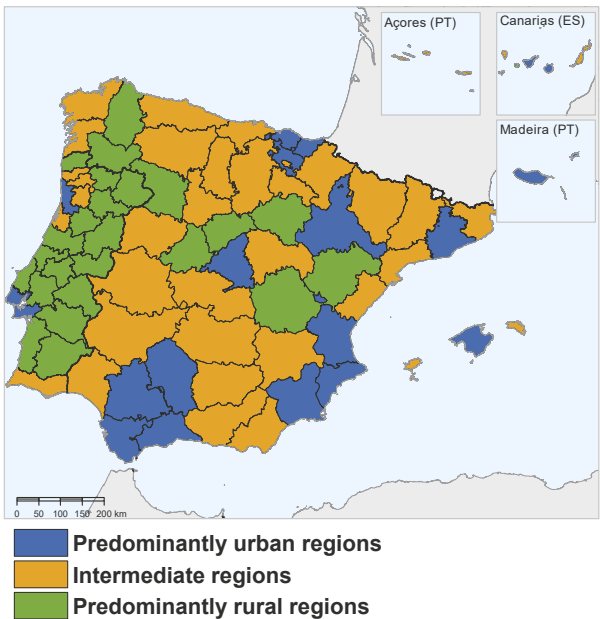 Açores (PT)
Canarias (ES)
Madeira (PT)
0 50 100 150 200 km
Predominantly urban regions
Intermediate regions
Predominantly rural regions